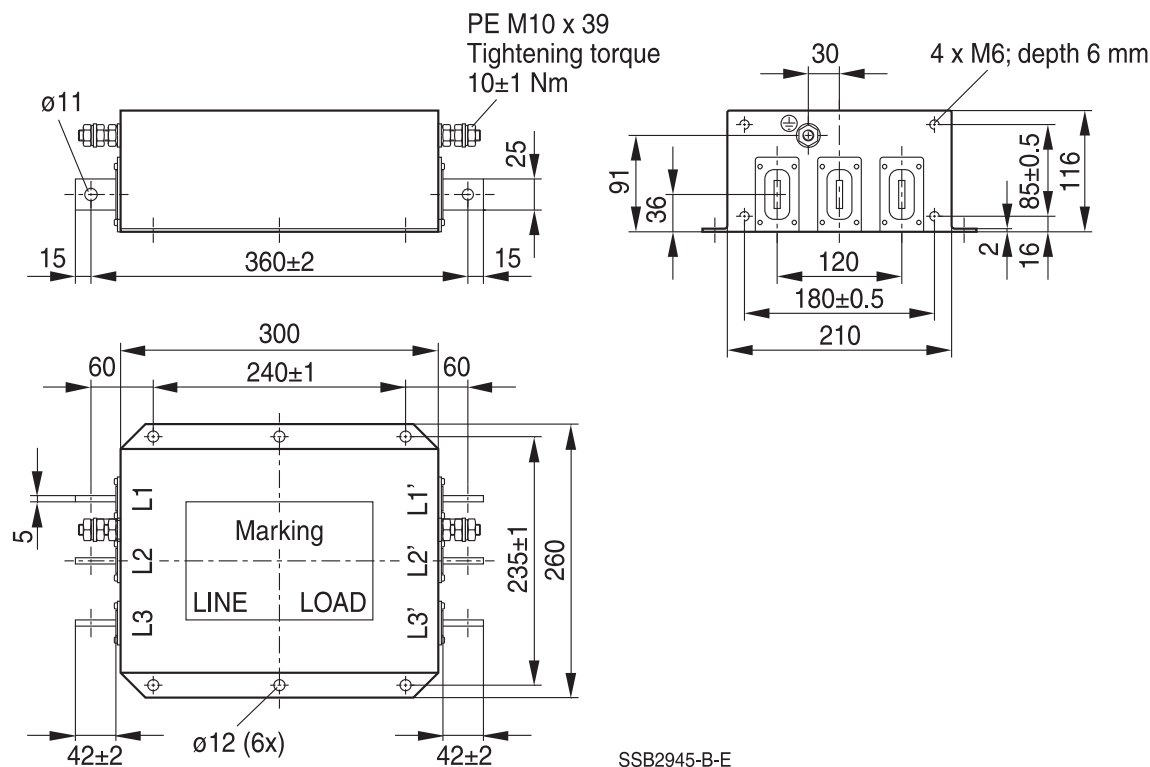 PE M10 x 39
Tightening torque
10±1 Nm
ø11
25
15
360±2
15
30
4 x M6; depth 6 mm
91
36
85±0.5
116
2
16
120
180±0.5
210
300
60
240±1
60
L1
L1'
5
Marking
L2
L2'
LINE
LOAD
L3
L3'
235±1
260
ø12 (6x)
42±2
42±2
SSB2945-B-E